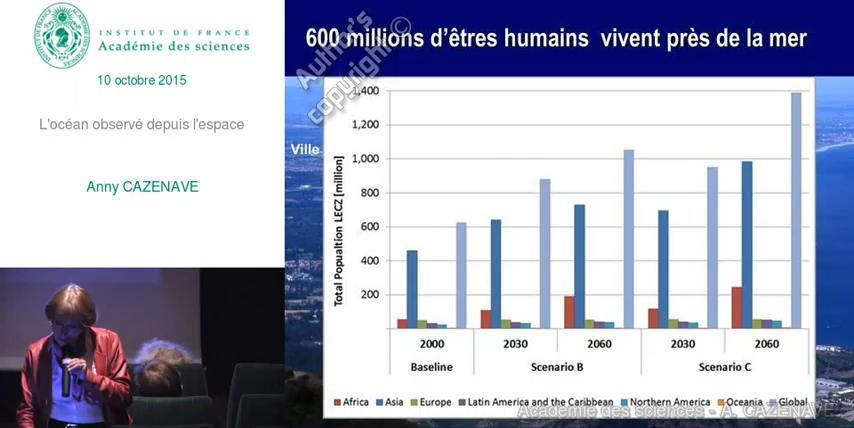 INSTITUT DE FRANCE
Académie des sciences
10 octobre 2015
L'océan observé depuis l'espace
Anny CAZENAVE
600 millions d'êtres humains vivent près de la mer
Author's
copyright ©
Ville
Total Popualtion LECZ [million]
1,400
1,200
1,000
800
600
400
200
2000 2030 2060 2030 2060
Baseline Scenario B Scenario C
Africa Asia Europe Latin America and the Caribbean Northern America Oceania Global
Académie des sciences - A. CAZENAVE